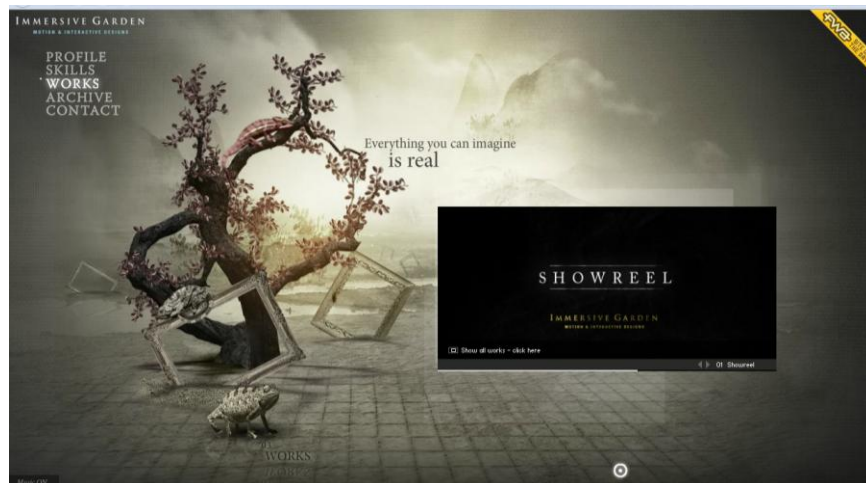 IMMERSIVE GARDEN
MOTION & INTERACTIVE DESIGNS
PROFILE
SKILLS
WORKS
ARCHIVE
CONTACT
Everything you can imagine
is real
fwa
SHOWREEL
IMMERSIVE GARDEN
MOTION & INTERACTIVE DESIGNS
Show all works - click here
01 Showreel
WORKS